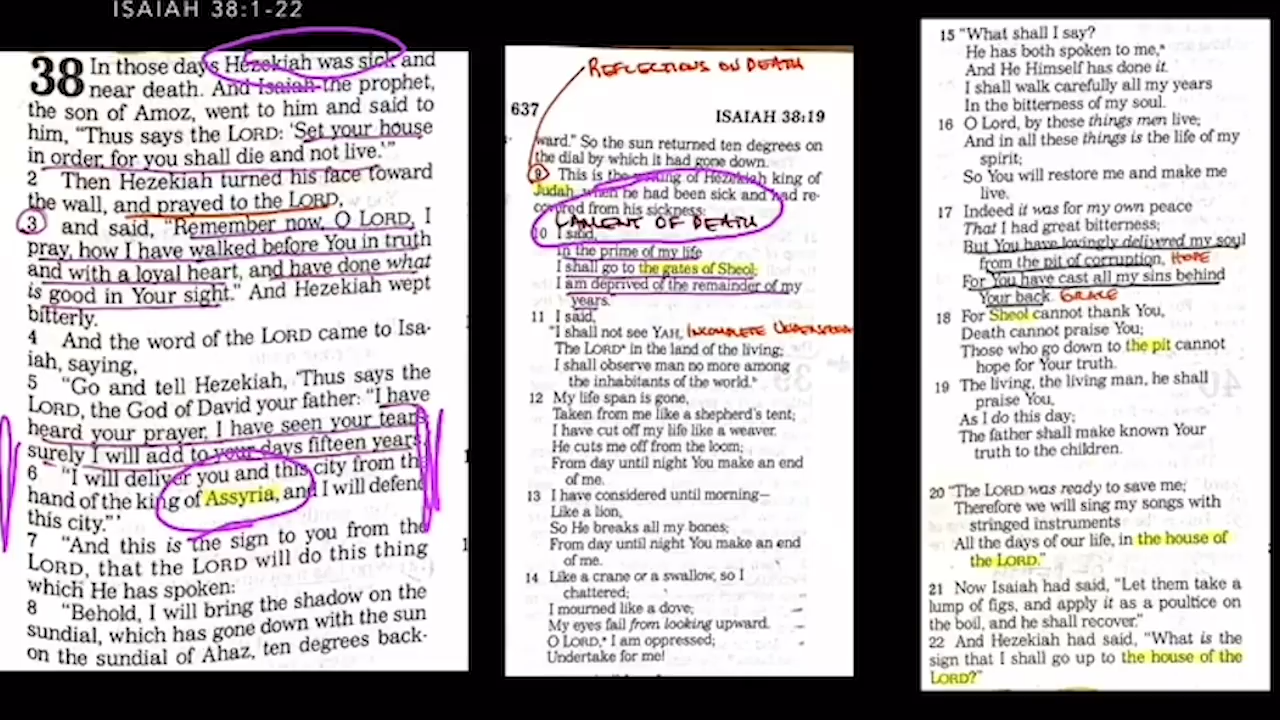 ISAIAH 38:1-22
38 In those days Hezekiah was sick and
near death. And Isaiah the prophet,
the son of Amoz, went to him and said to
him, “Thus says the LORD: ‘Set your house
in order for you shall die and not live.’”
2 Then Hezekiah turned his face toward
the wall, and prayed to the LORD,
3 and said, “Remember now, O LORD, I
pray, how I have walked before You in truth
and with a loyal heart, and have done what
is good in Your sight.” And Hezekiah wept
bitterly.
4 And the word of the LORD came to Isa-
iah, saying,
5 “Go and tell Hezekiah, ‘Thus says the
LORD, the God of David your father: “I have
heard your prayer, I have seen your tears;
surely I will add to your days fifteen years.
6 “I will deliver you and this city from the
hand of the king of Assyria, and I will defend
this city.”’
7 “And this is the sign to you from the
LORD, that the LORD will do this thing
which He has spoken:
8 “Behold, I will bring the shadow on the
sundial, which has gone down with the sun
on the sundial of Ahaz, ten degrees back-
REFLECTIONS ON DEATH
637
ISAIAH 38:19
ward.” So the sun returned ten degrees on
the dial by which it had gone down.
9 This is the writing of Hezekiah king of
Judah, when he had been sick and had re-
covered from his sickness:
LAMENT OF DEATH
10 I said,
“In the prime of my life
I shall go to the gates of Sheol;
I am deprived of the remainder of my
years.”
11 I said,
“I shall not see YAH, INCOMPLETE
The LORD* in the land of the living;
I shall observe man no more among
the inhabitants of the world.*
12 My life span is gone,
Taken from me like a shepherd’s tent;
I have cut off my life like a weaver.
He cuts me off from the loom;
From day until night You make an end
of me.
13 I have considered until morning—
Like a lion,
So He breaks all my bones;
From day until night You make an end
of me.
14 Like a crane or a swallow, so I
chattered;
I mourned like a dove;
My eyes fail from looking upward.
O LORD,* I am oppressed;
Undertake for me!
15 “What shall I say?
He has both spoken to me,*
And He Himself has done it.
I shall walk carefully all my years
In the bitterness of my soul.
16 O Lord, by these things men live;
And in all these things is the life of my
spirit;
So You will restore me and make me
live.
17 Indeed it was for my own peace
That I had great bitterness;
But You have lovingly delivered my soul
from the pit of corruption, HOPE
For You have cast all my sins behind
Your back. GRACE
18 For Sheol cannot thank You,
Death cannot praise You;
Those who go down to the pit cannot
hope for Your truth.
19 The living, the living man, he shall
praise You,
As I do this day;
The father shall make known Your
truth to the children.
20 “The LORD was ready to save me;
Therefore we will sing my songs with
stringed instruments
All the days of our life, in the house of
the LORD.”
21 Now Isaiah had said, “Let them take a
lump of figs, and apply it as a poultice on
the boil, and he shall recover.”
22 And Hezekiah had said, “What is the
sign that I shall go up to the house of the
LORD?”